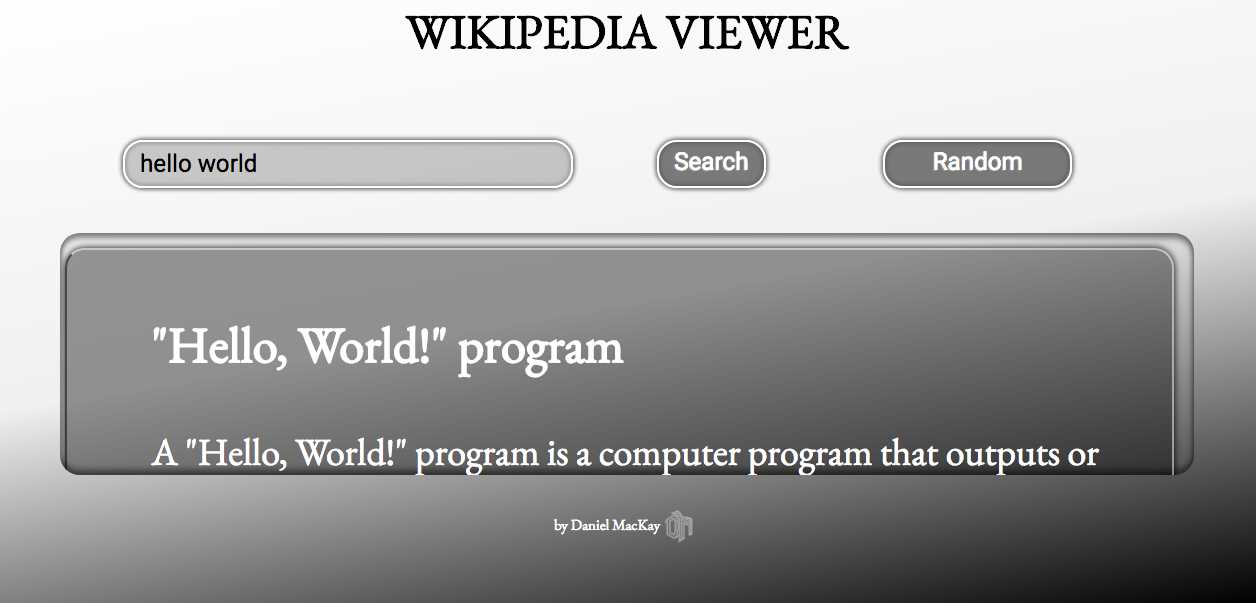 WIKIPEDIA VIEWER
hello world
Search
Random
"Hello, World!" program
A "Hello, World!" program is a computer program that outputs or
by Daniel MacKay